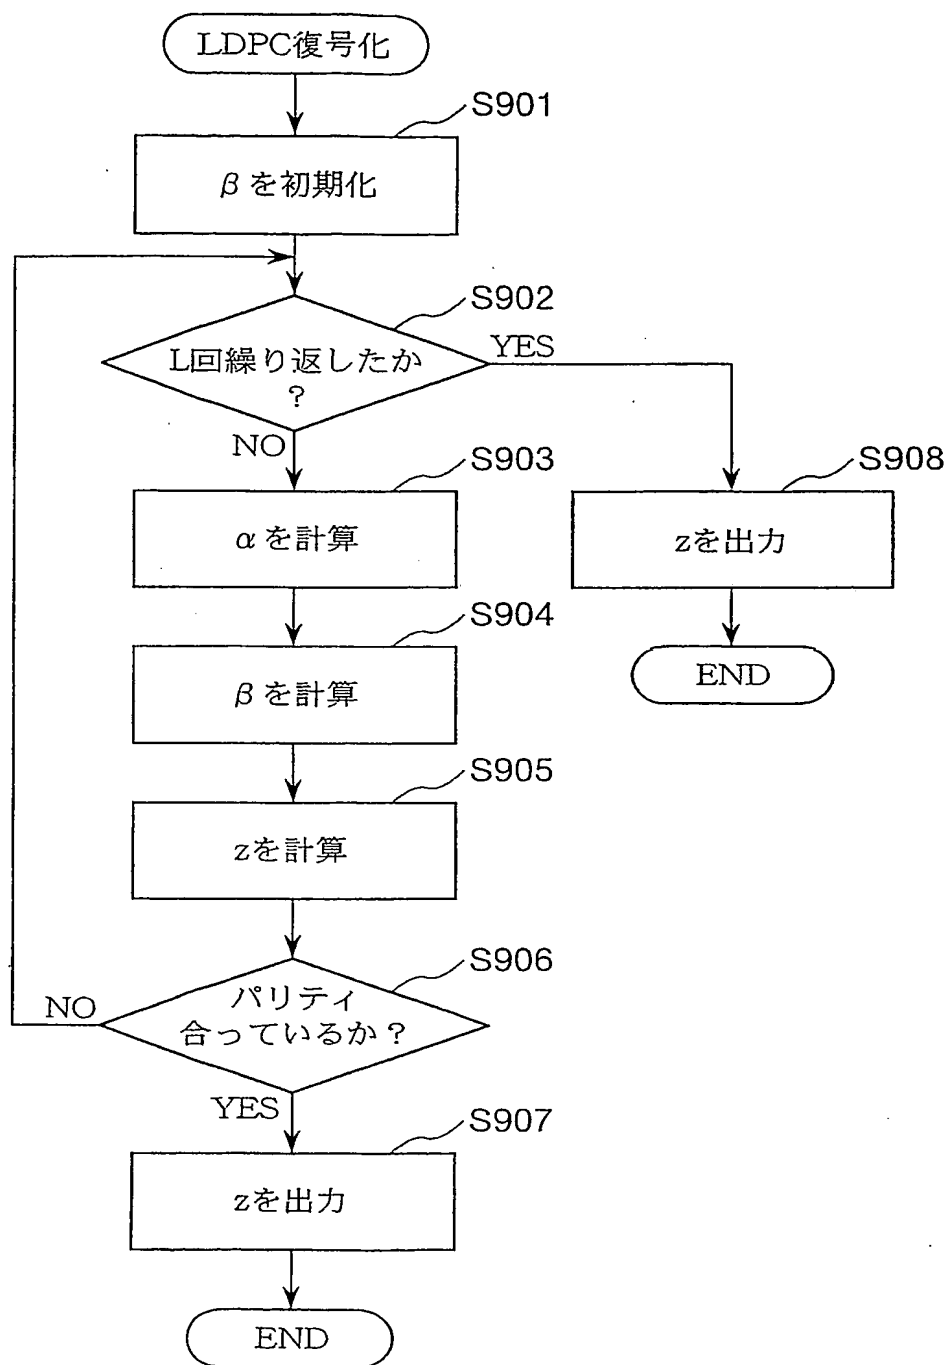 LDPC復号化
S901
βを初期化
S902
L回繰り返したか
?
YES
NO
S903
αを計算
S908
zを出力
S904
βを計算
END
S905
zを計算
S906
パリティ
合っているか?
NO
YES
S907
zを出力
END